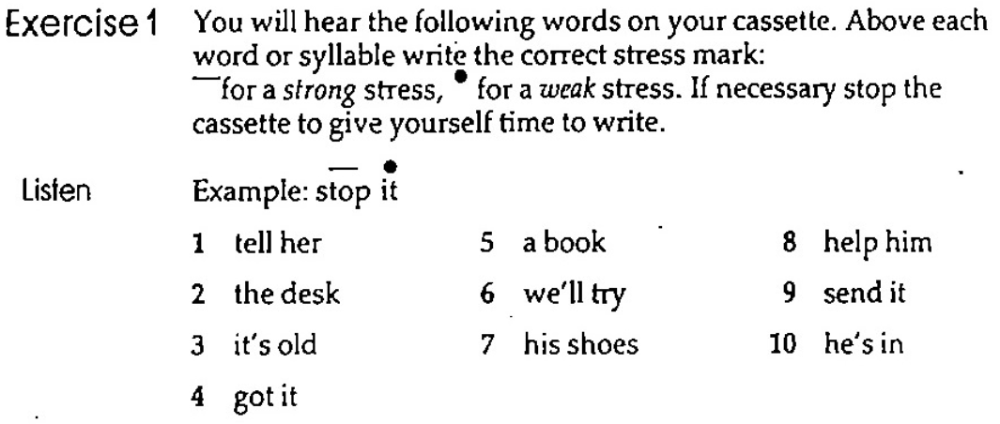 Exercise 1 You will hear the following words on your cassette. Above each
word or syllable write the correct stress mark:
— for a strong stress, • for a weak stress. If necessary stop the
cassette to give yourself time to write.
Listen Example: stop it
1 tell her 5 a book 8 help him
2 the desk 6 we'll try 9 send it
3 it's old 7 his shoes 10 he's in
4 got it